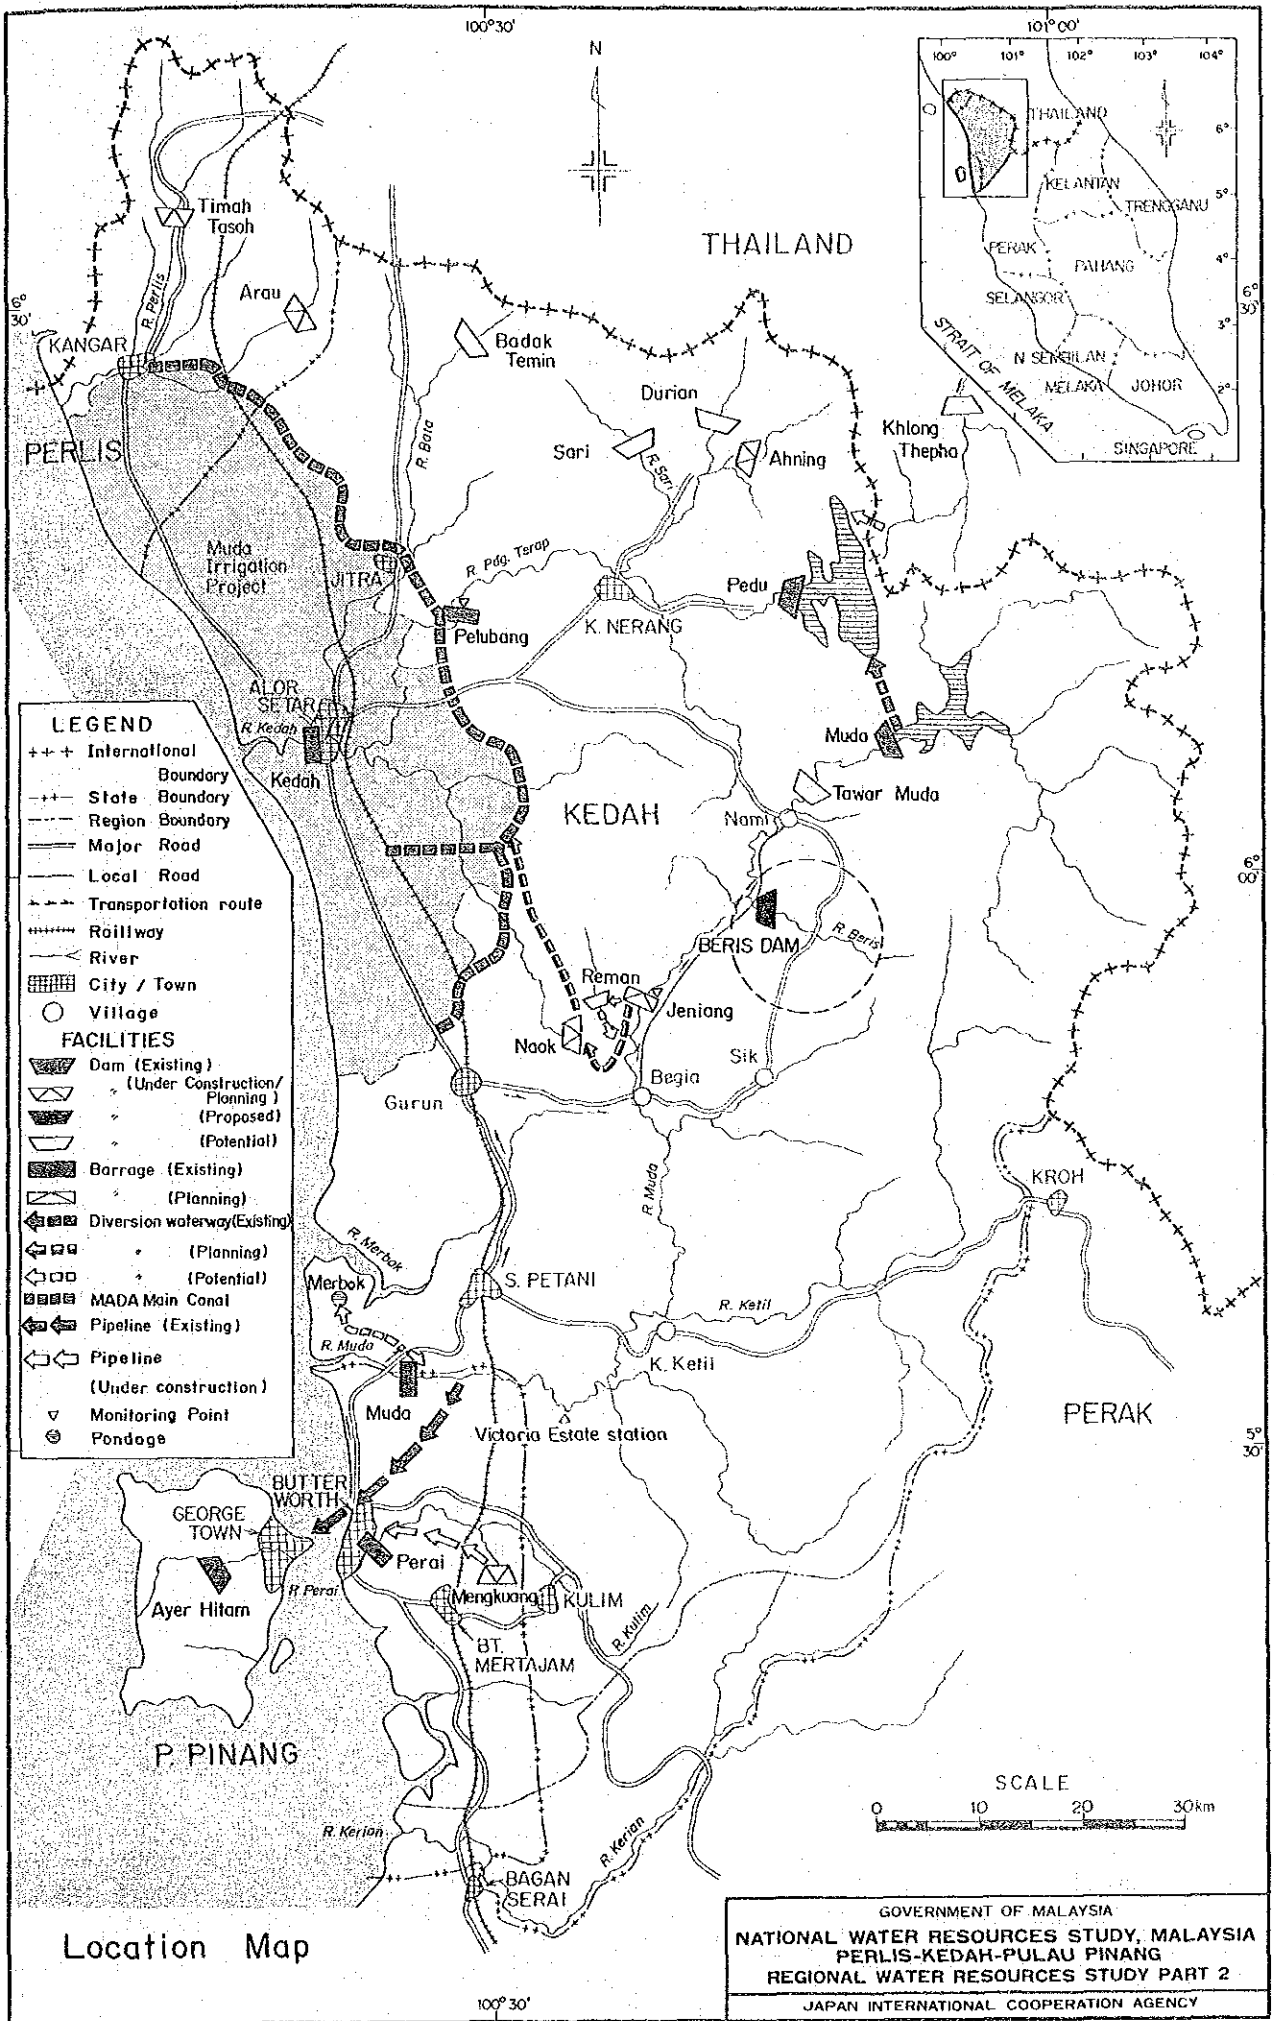 100°30'
101°00'
N
100°
101°
102°
103°
104°
THAILAND
6°
KELANTAN
5°
TRENGGANU
PERAK
PAHANG
4°
SELANGOR
3°
N SEMBILAN
MELAKA
JOHOR
2°
STRAIT OF MELAKA
SINGAPORE
6°
30'
6°
30'
THAILAND
Timah
Tasoh
R. Perlis
Arau
KANGAR
PERLIS
Badak
Temin
Durian
Sari
R. Sari
Ahning
Khlong
Thepha
R. Bata
Muda
Irrigation
Project
JITRA
R. Pdg. Terap
Pelubang
K. NERANG
Pedu
ALOR
SETAR
R. Kedah
Kedah
Muda
Tawar Muda
KEDAH
Nami
6°
00'
BERIS DAM
R. Beris
Reman
Jeniang
Naok
Sik
Begia
Gurun
R. Muda
KROH
LEGEND
International
Boundary
State Boundary
Region Boundary
Major Road
Local Road
Transportation route
Raillway
River
City / Town
Village
FACILITIES
Dam (Existing)
" (Under Construction/
Planning)
" (Proposed)
" (Potential)
Barrage (Existing)
" (Planning)
Diversion waterway(Existing)
" (Planning)
" (Potential)
MADA Main Canal
Pipeline (Existing)
Pipeline
(Under construction)
Monitoring Point
Pondage
R. Merbok
Merbok
S. PETANI
R. Ketil
R. Muda
K. Ketil
Muda
PERAK
Victoria Estate station
5°
30'
BUTTER
WORTH
GEORGE
TOWN
Perai
R. Perai
Ayer Hitam
Mengkuang
KULIM
R. Kulim
BT.
MERTAJAM
P. PINANG
SCALE
0 10 20 30km
R. Kerian
R. Kerian
BAGAN
SERAI
Location Map
100°30'
GOVERNMENT OF MALAYSIA
NATIONAL WATER RESOURCES STUDY, MALAYSIA
PERLIS-KEDAH-PULAU PINANG
REGIONAL WATER RESOURCES STUDY PART 2
JAPAN INTERNATIONAL COOPERATION AGENCY